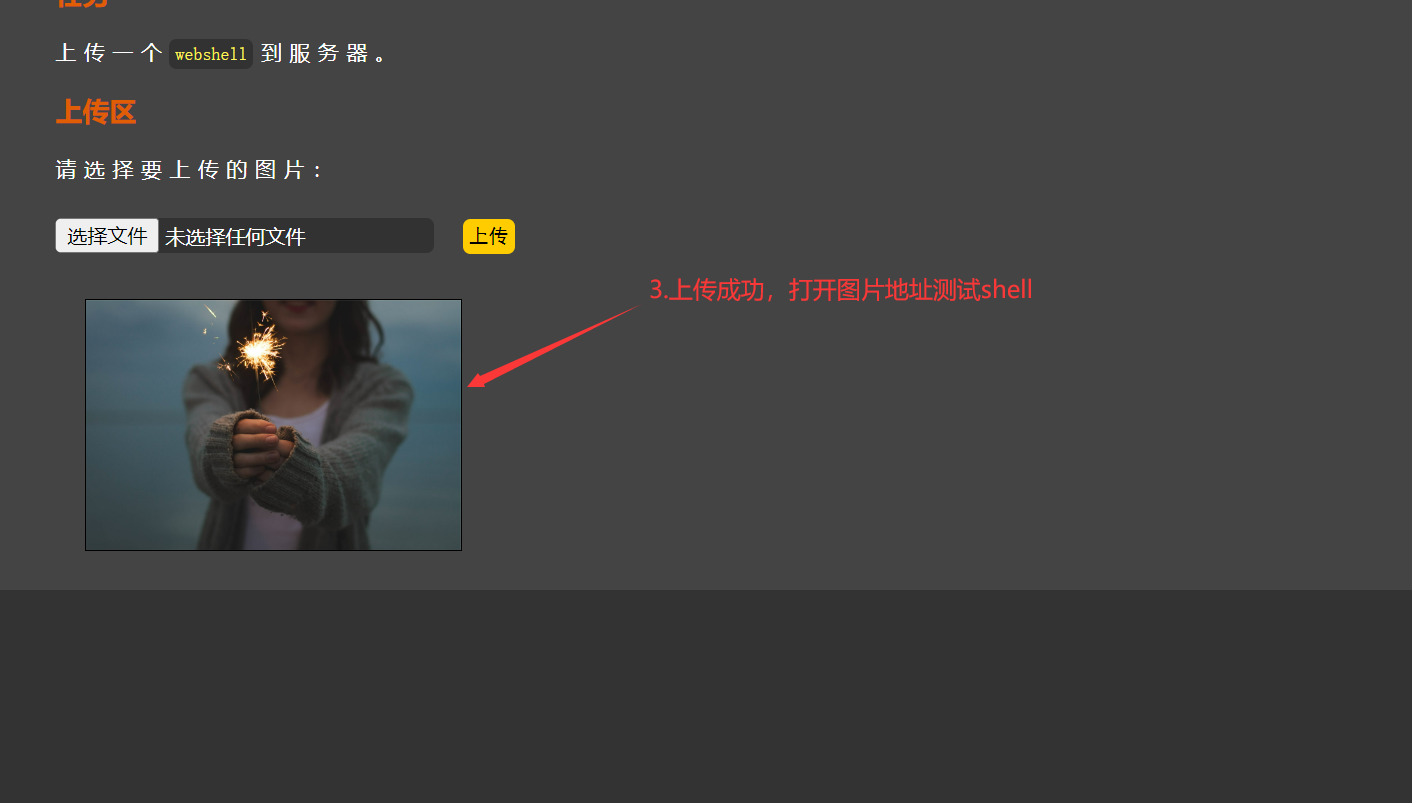 任务
上传一个 webshell 到服务器。
上传区
请选择要上传的图片：
选择文件 未选择任何文件 上传
3.上传成功，打开图片地址测试shell